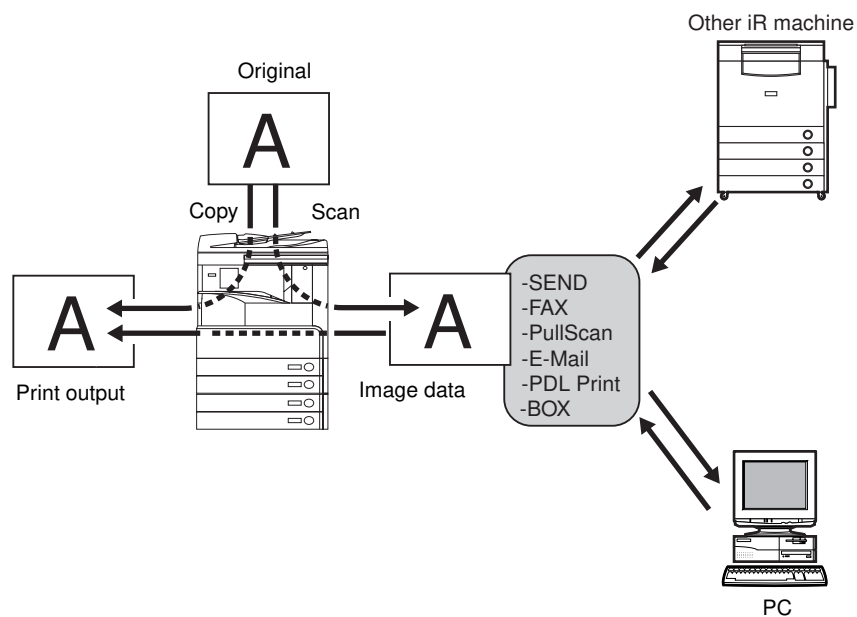 Other iR machine
Original
A
Copy
Scan
A
Print output
A
Image data
-SEND
-FAX
-PullScan
-E-Mail
-PDL Print
-BOX
PC